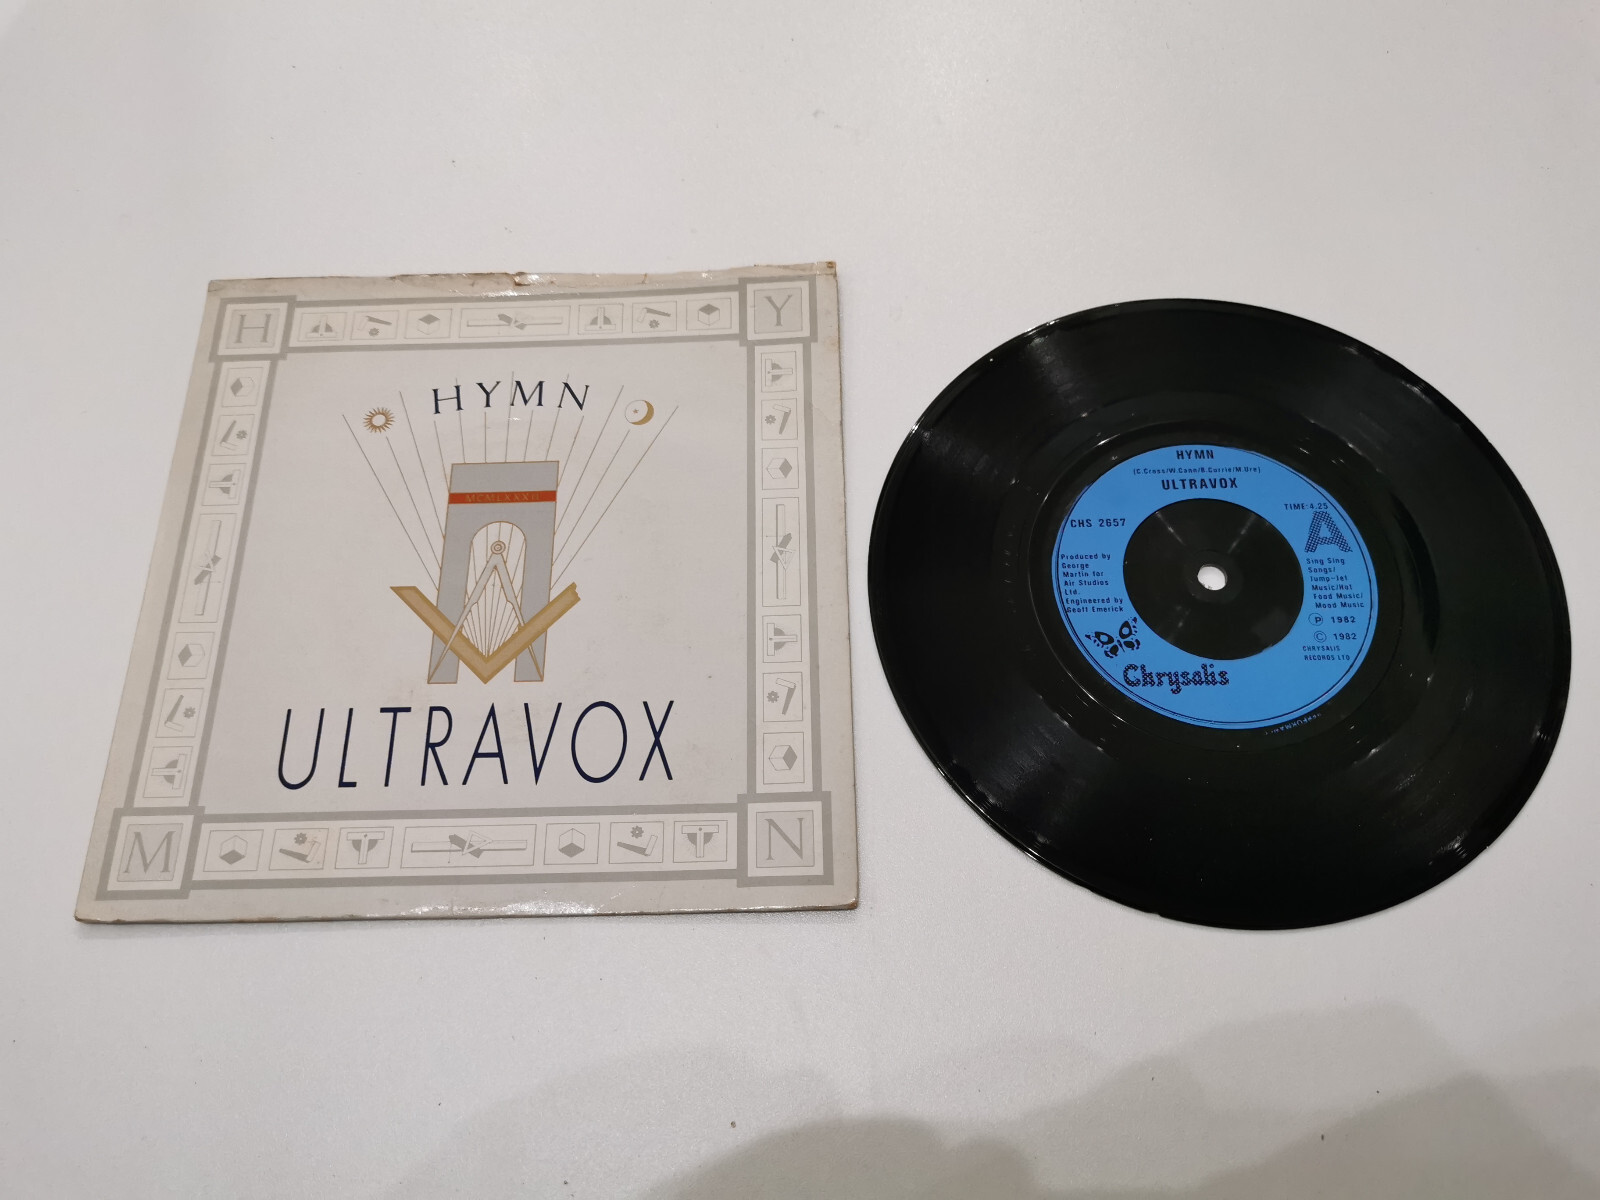 H
Y
HYMN
MCMLXXXII
ULTRAVOX
M
N
HYMN
(C.Cross/W.Cann/B.Currie/M.Ure)
ULTRAVOX
TIME:4.25
CHS 2657
A
Produced by
George
Martin for
Air Studios
Ltd.
Engineered by
Geoff Emerick
Sing Sing
Songs/
Jump-Jet
Music/Hot
Food Music/
Mood Music
Ⓟ 1982
© 1982
CHRYSALIS
RECORDS LTD
Chrysalis